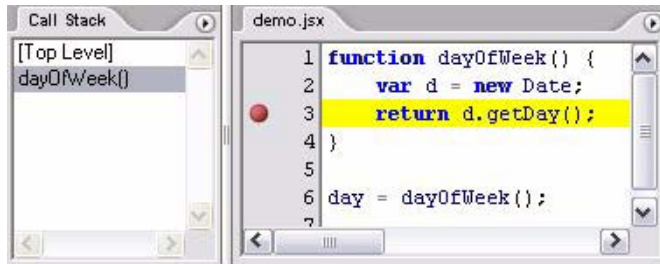 Call Stack
[Top Level]
dayOfWeek()
demo.jsx
1 function dayOfWeek() {
2 var d = new Date;
3 return d.getDay();
4 }
5
6 day = dayOfWeek();
7